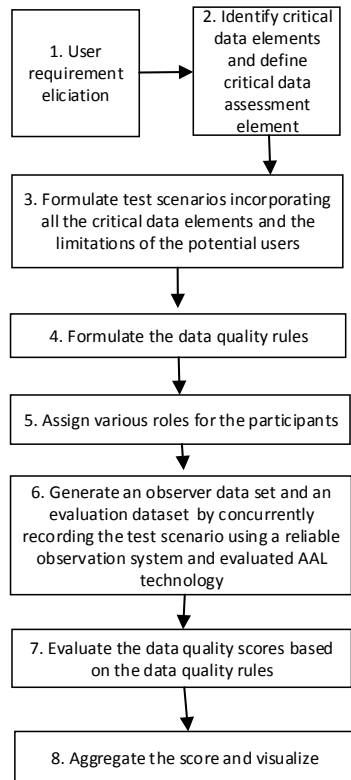 1. User
requirement
eliciation
2. Identify critical
data elements
and define
critical data
assessment
element
3. Formulate test scenarios incorporating
all the critical data elements and the
limitations of the potential users
4. Formulate the data quality rules
5. Assign various roles for the participants
6. Generate an observer data set and an
evaluation dataset by concurrently
recording the test scenario using a reliable
observation system and evaluated AAL
technology
7. Evaluate the data quality scores based
on the data quality rules
8. Aggregate the score and visualize